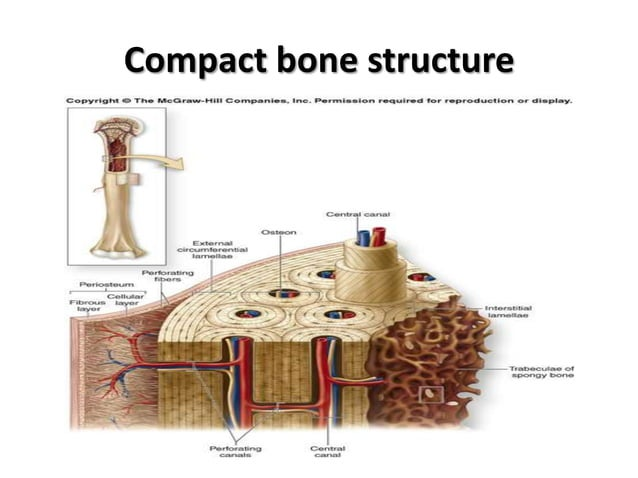 Compact bone structure
Copyright © The McGraw-Hill Companies, Inc. Permission required for reproduction or display.
Central canal
Osteon
External
circumferential
lamellae
Perforating
fibers
Periosteum
Fibrous
layer
Cellular
layer
Interstitial
lamellae
Trabeculae of
spongy bone
Perforating
canals
Central
canal